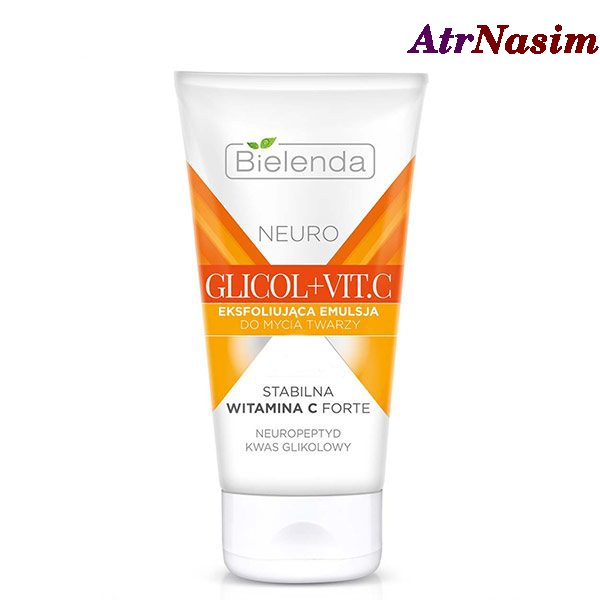 AtrNasim
Bielenda
NEURO
GLICOL+VIT.C
EKSFOLIUJĄCA EMULSJA
DO MYCIA TWARZY
STABILNA
WITAMINA C FORTE
NEUROPEPTYD
KWAS GLIKOLOWY